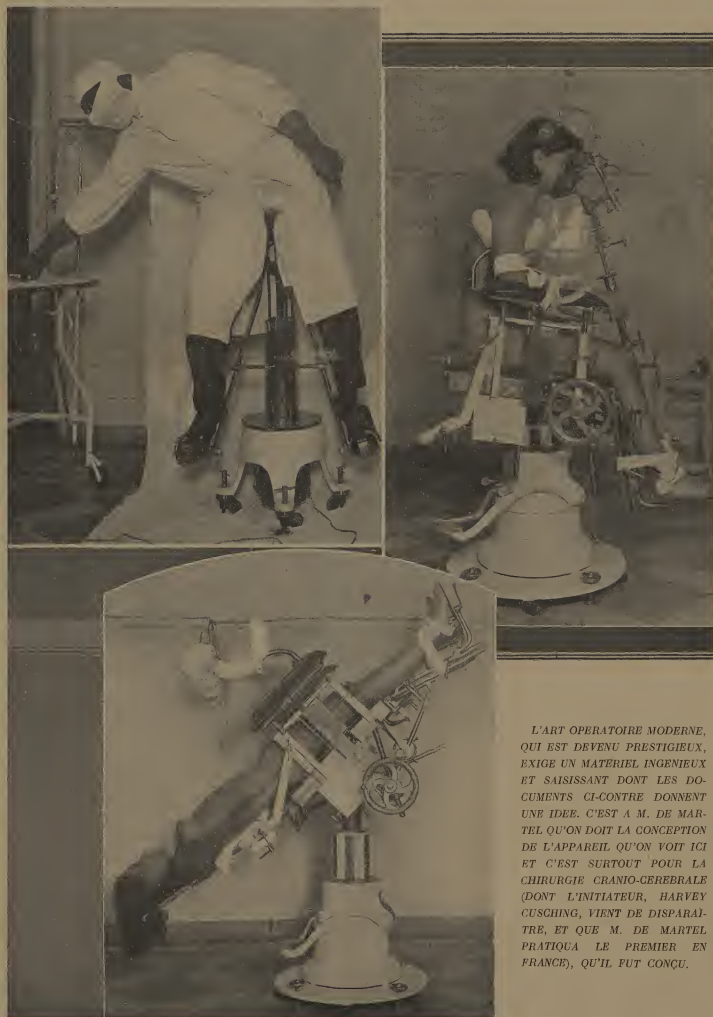 L'ART OPERATOIRE MODERNE,
QUI EST DEVENU PRESTIGIEUX,
EXIGE UN MATÉRIEL INGENIEUX
ET SAISISSANT DONT LES DO-
CUMENTS CI-CONTRE DONNENT
UNE IDEE. C'EST A M. DE MAR-
TEL QU'ON DOIT LA CONCEPTION
DE L'APPAREIL QU'ON VOIT ICI
ET C'EST SURTOUT POUR LA
CHIRURGIE CRANIO-CEREBRALE
(DONT L'INITIATEUR, HARVEY
CUSCHING, VIENT DE DISPARAÎ-
TRE, ET QUE M. DE MARTEL
PRATIQUA LE PREMIER EN
FRANCE), QU'IL FUT CONÇU.